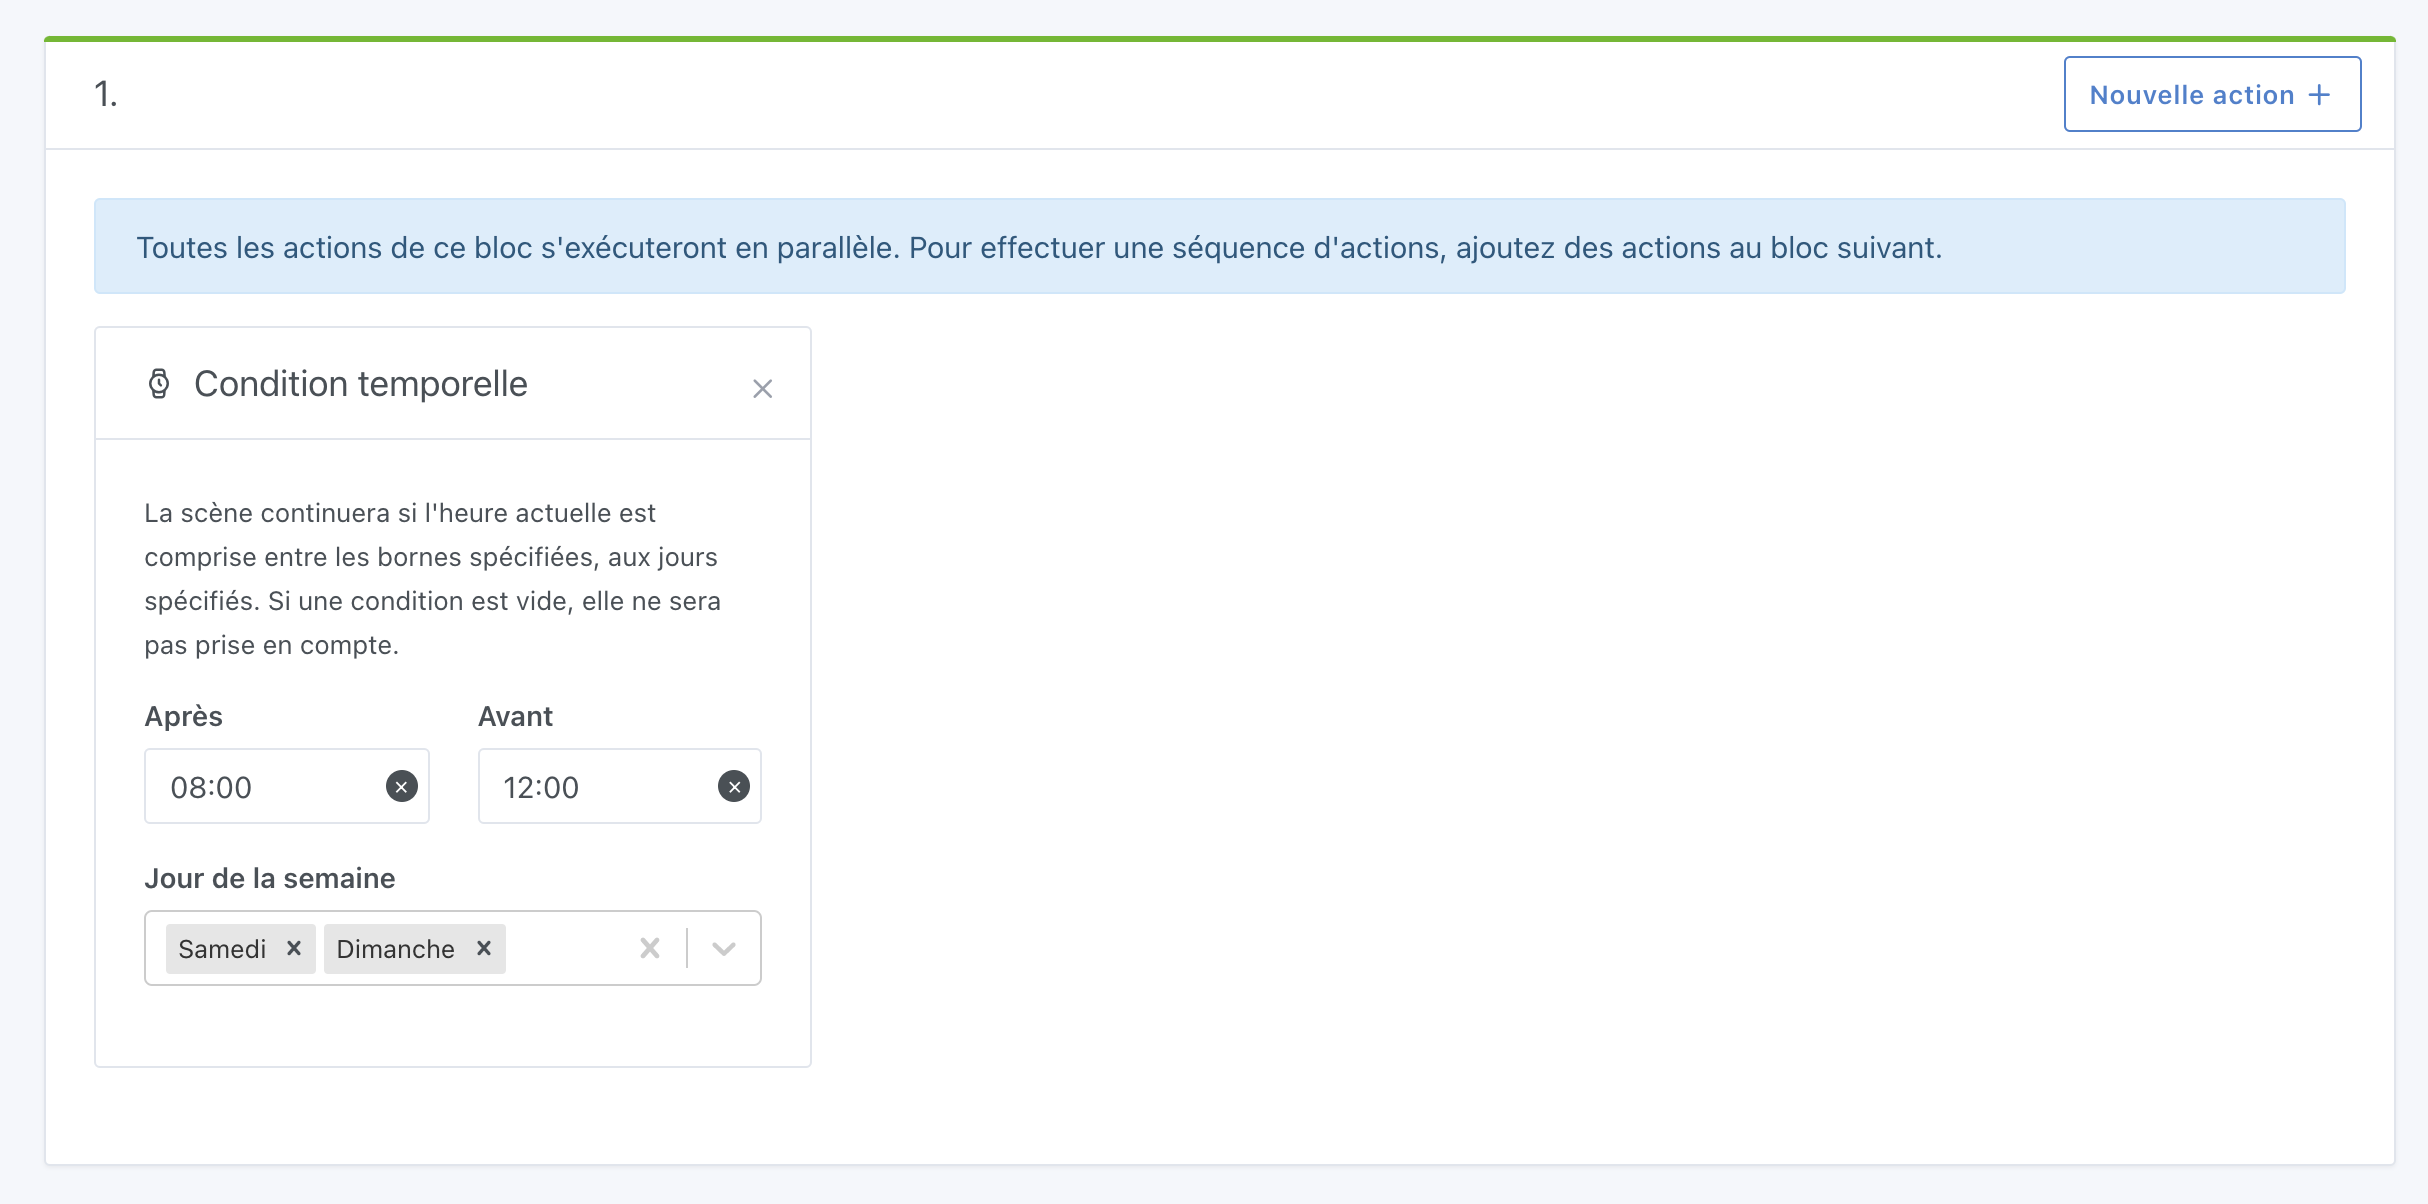 1.
Nouvelle action +
Toutes les actions de ce bloc s'exécuteront en parallèle. Pour effectuer une séquence d'actions, ajoutez des actions au bloc suivant.
Condition temporelle
La scène continuera si l'heure actuelle est
comprise entre les bornes spécifiées, aux jours
spécifiés. Si une condition est vide, elle ne sera
pas prise en compte.
Après Avant
08:00 12:00
Jour de la semaine
Samedi Dimanche